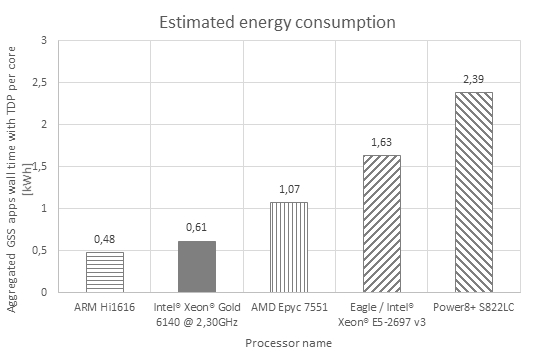 Estimated energy consumption
Aggregated GSS apps wall time with TDP per core
[kWh]
3
2,5
2
1,5
1
0,5
0
0,48
0,61
1,07
1,63
2,39
ARM Hi1616
Intel® Xeon® Gold
6140 @ 2,30GHz
AMD Epyc 7551
Eagle / Intel®
Xeon® E5-2697 v3
Power8+ S822LC
Processor name